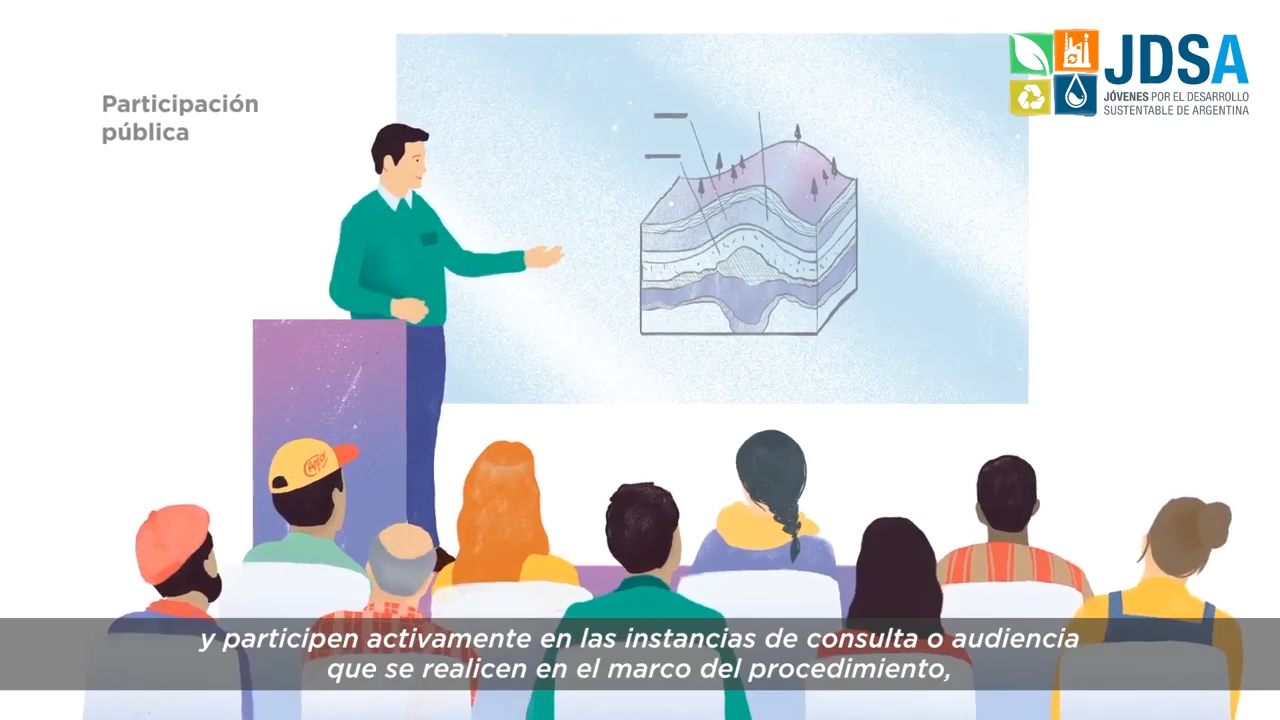 Participación
pública
JDSA
JÓVENES POR EL DESARROLLO
SUSTENTABLE DE ARGENTINA
y participen activamente en las instancias de consulta o audiencia
que se realicen en el marco del procedimiento,